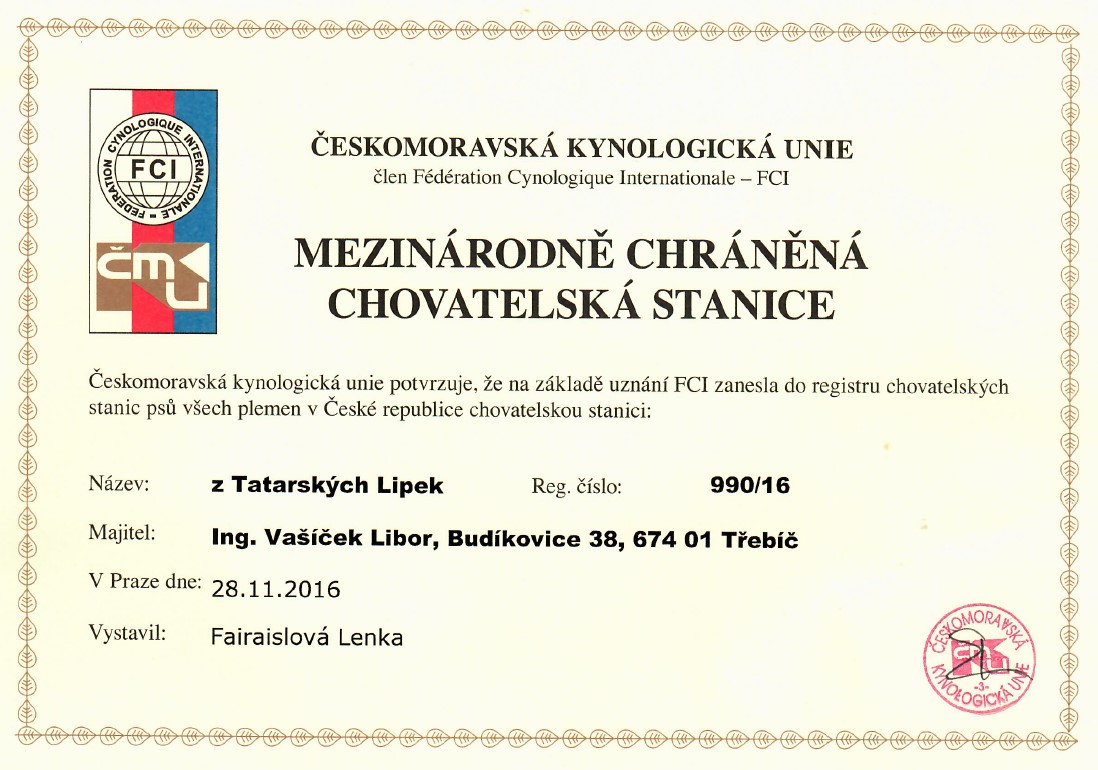 FEDERATION CYNOLOGIQUE INTERNATIONALE
FCI
čmku
ČESKOMORAVSKÁ KYNOLOGICKÁ UNIE
člen Fédération Cynologique Internationale – FCI
MEZINÁRODNĚ CHRÁNĚNÁ
CHOVATELSKÁ STANICE
Českomoravská kynologická unie potvrzuje, že na základě uznání FCI zanesla do registru chovatelských
stanic psů všech plemen v České republice chovatelskou stanici:
Název: z Tatarských Lipek Reg. číslo: 990/16
Majitel: Ing. Vašíček Libor, Budíkovice 38, 674 01 Třebíč
V Praze dne: 28.11.2016
Vystavil: Fairaislová Lenka
ČESKOMORAVSKÁ
KYNOLOGICKÁ UNIE
-3-